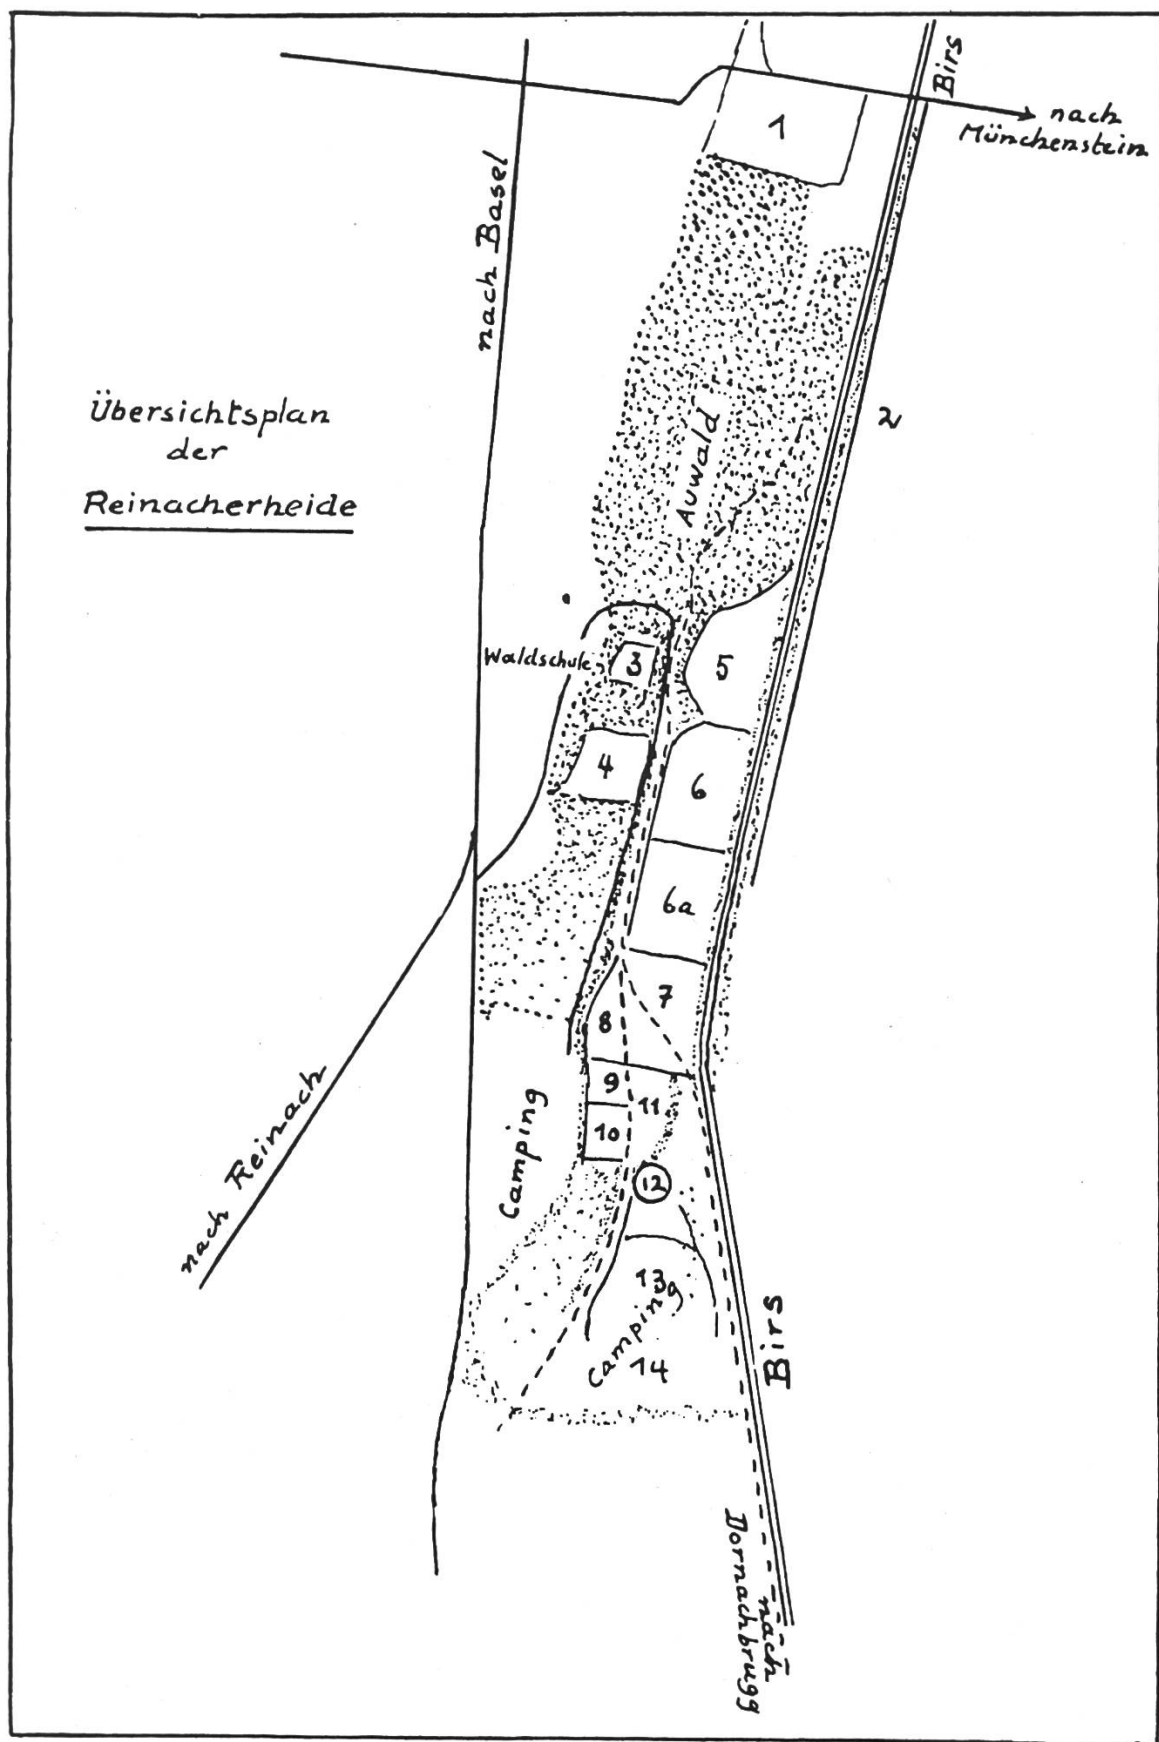 Birs
nach
Münchenstein
1
nach Basel
2
Übersichtsplan
der
Reinacherheide
Auwald
Waldschule
3
5
4
6
6a
7
8
9
11
10
nach Reinach
Camping
12
13
Camping
14
Birs
nach
Dornachbrugg